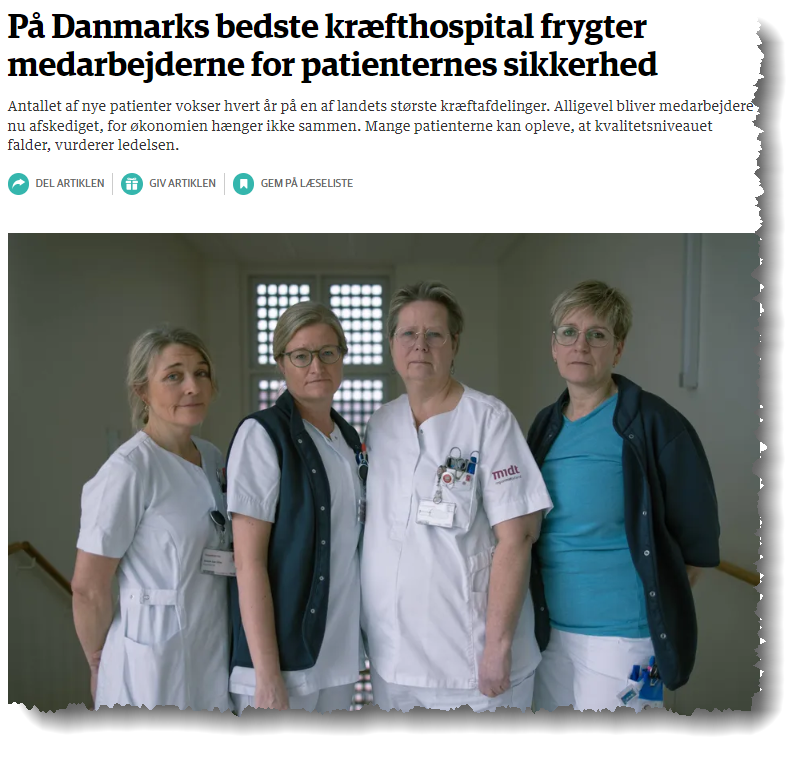 På Danmarks bedste kræfthospital frygter
medarbejderne for patienternes sikkerhed
Antallet af nye patienter vokser hvert år på en af landets største kræftafdelinger. Alligevel bliver medarbejdere
nu afskediget, for økonomien hænger ikke sammen. Mange patienterne kan opleve, at kvalitetsniveauet
falder, vurderer ledelsen.
DEL ARTIKLEN GIV ARTIKLEN GEM PÅ LÆSELISTE
midt